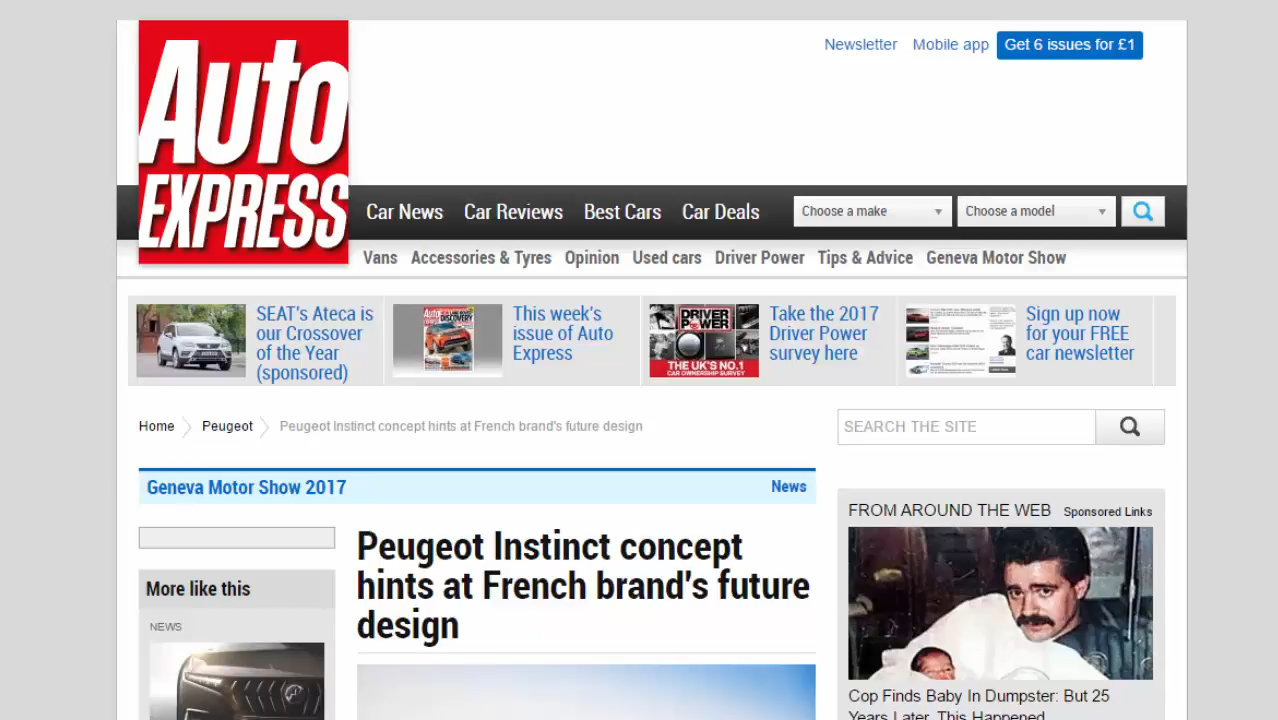 Auto
EXPRESS
Newsletter Mobile app Get 6 issues for £1
Car News Car Reviews Best Cars Car Deals Choose a make Choose a model
Vans Accessories & Tyres Opinion Used cars Driver Power Tips & Advice Geneva Motor Show
SEAT's Ateca is
our Crossover
of the Year
(sponsored)
Auto
DISCOVERY
This week's
issue of Auto
Express
DRIVER
POWER
THE UK'S NO.1
CAR OWNERSHIP SURVEY
Take the 2017
Driver Power
survey here
Sign up now
for your FREE
car newsletter
Home Peugeot Peugeot Instinct concept hints at French brand's future design
SEARCH THE SITE
Geneva Motor Show 2017 News
Peugeot Instinct concept
hints at French brand's future
design
More like this
NEWS
FROM AROUND THE WEB Sponsored Links
Cop Finds Baby In Dumpster: But 25
Years Later, This Happened